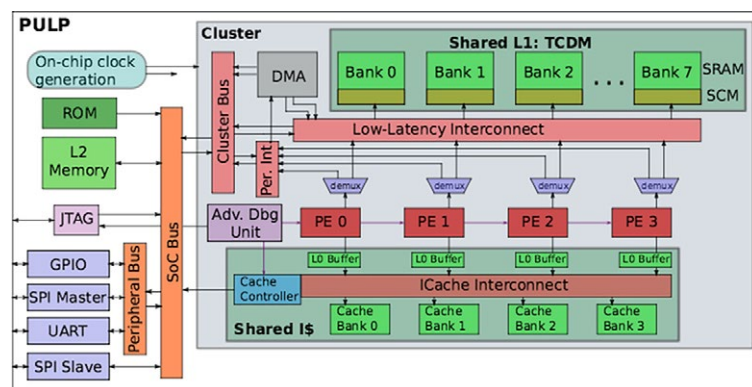 PULP
On-chip clock
generation
ROM
L2
Memory
JTAG
GPIO
SPI Master
UART
SPI Slave
Peripheral Bus
SoC Bus
Cluster
Cluster Bus
DMA
Per. Int
Shared L1: TCDM
Bank 0
Bank 1
Bank 2
...
Bank 7
SRAM
SCM
Low-Latency Interconnect
demux
demux
demux
demux
Adv. Dbg
Unit
PE 0
PE 1
PE 2
PE 3
L0 Buffer
L0 Buffer
L0 Buffer
L0 Buffer
Cache
Controller
ICache Interconnect
Shared I$
Cache
Bank 0
Cache
Bank 1
Cache
Bank 2
Cache
Bank 3